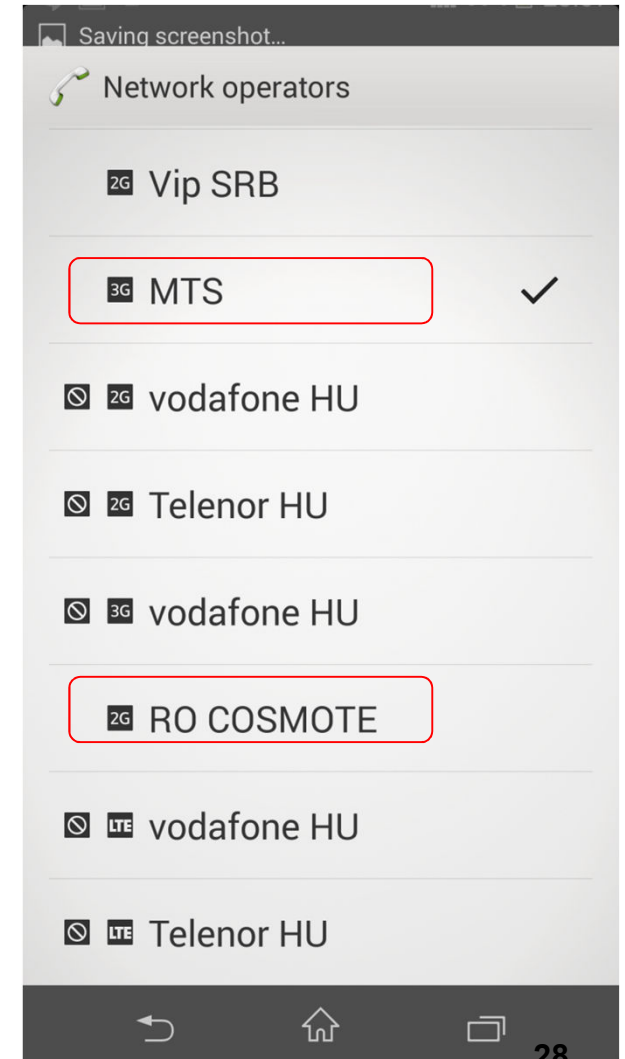 Saving screenshot...
Network operators
2G Vip SRB
3G MTS
2G vodafone HU
2G Telenor HU
3G vodafone HU
2G RO COSMOTE
LTE vodafone HU
LTE Telenor HU
28